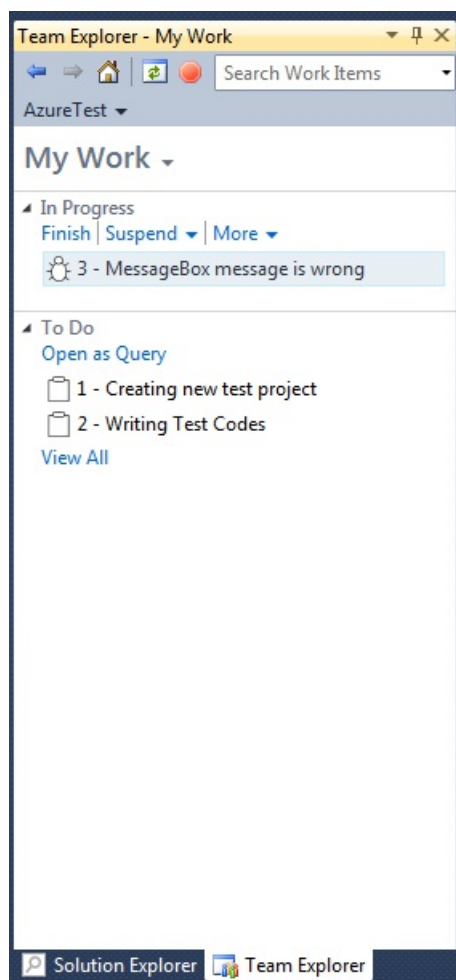 Team Explorer - My Work
Search Work Items
AzureTest
My Work
In Progress
Finish | Suspend | More
3 - MessageBox message is wrong
To Do
Open as Query
1 - Creating new test project
2 - Writing Test Codes
View All
Solution Explorer Team Explorer